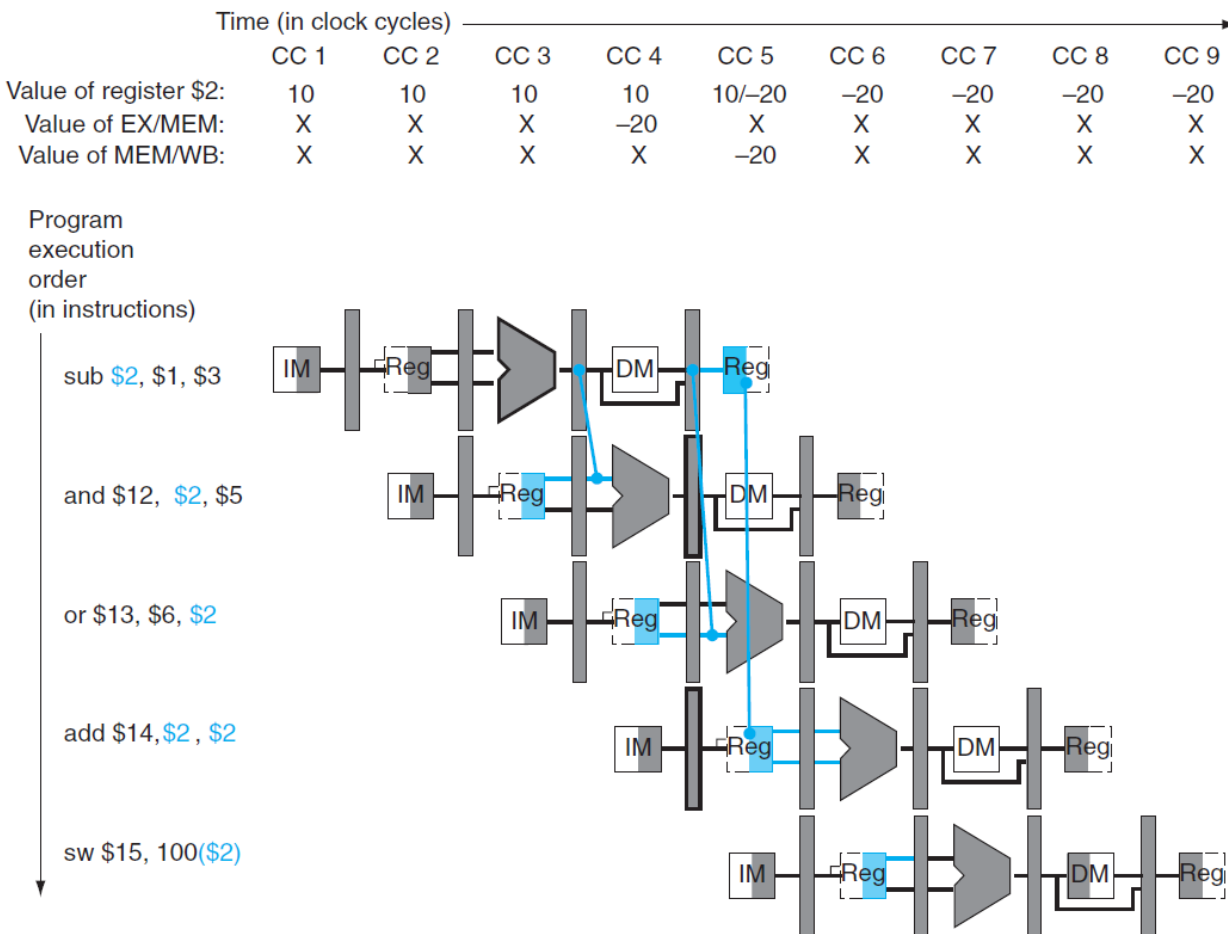 Time (in clock cycles)
CC 1 CC 2 CC 3 CC 4 CC 5 CC 6 CC 7 CC 8 CC 9
Value of register $2: 10 10 10 10 10/–20 –20 –20 –20 –20
Value of EX/MEM: X X X –20 X X X X X
Value of MEM/WB: X X X X –20 X X X X
Program
execution
order
(in instructions)
sub $2, $1, $3
IM Reg DM Reg
and $12, $2, $5
IM Reg DM Reg
or $13, $6, $2
IM Reg DM Reg
add $14,$2 , $2
IM Reg DM Reg
sw $15, 100($2)
IM Reg DM Reg